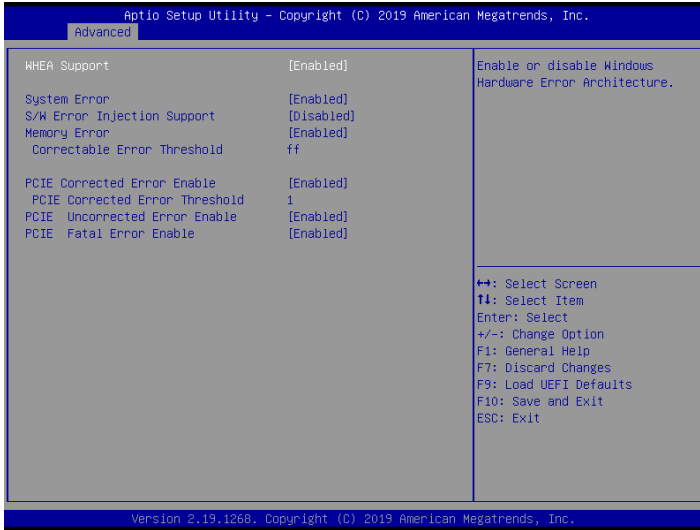 Aptio Setup Utility – Copyright (C) 2019 American Megatrends, Inc.
Advanced
WHEA Support [Enabled]
System Error [Enabled]
S/W Error Injection Support [Disabled]
Memory Error [Enabled]
Correctable Error Threshold ff
PCIE Corrected Error Enable [Enabled]
PCIE Corrected Error Threshold 1
PCIE Uncorrected Error Enable [Enabled]
PCIE Fatal Error Enable [Enabled]
Enable or disable Windows
Hardware Error Architecture.
↔: Select Screen
↑↓: Select Item
Enter: Select
+/-: Change Option
F1: General Help
F7: Discard Changes
F9: Load UEFI Defaults
F10: Save and Exit
ESC: Exit
Version 2.19.1268. Copyright (C) 2019 American Megatrends, Inc.